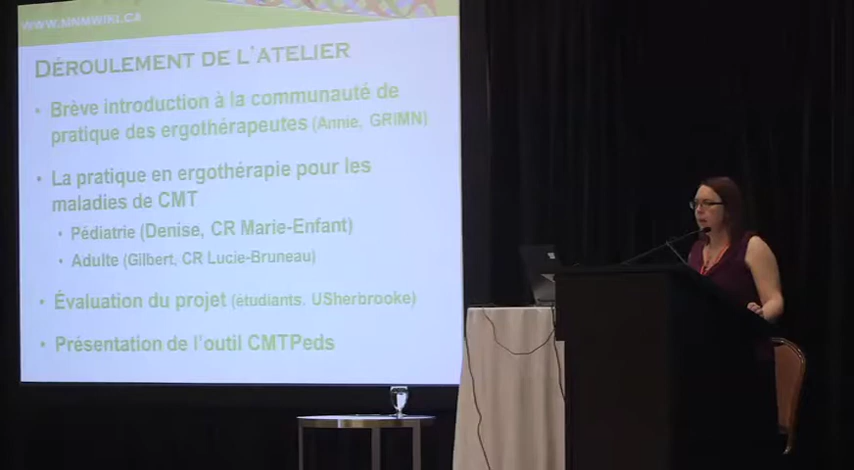 WWW.MNMWIKI.CA
DÉROULEMENT DE L'ATELIER
• Brève introduction à la communauté de
pratique des ergothérapeutes (Annie, GRIMN)
• La pratique en ergothérapie pour les
maladies de CMT
• Pédiatrie (Denise, CR Marie-Enfant)
• Adulte (Gilbert, CR Lucie-Bruneau)
• Évaluation du projet (étudiants, USherbrooke)
• Présentation de l'outil CMTPeds